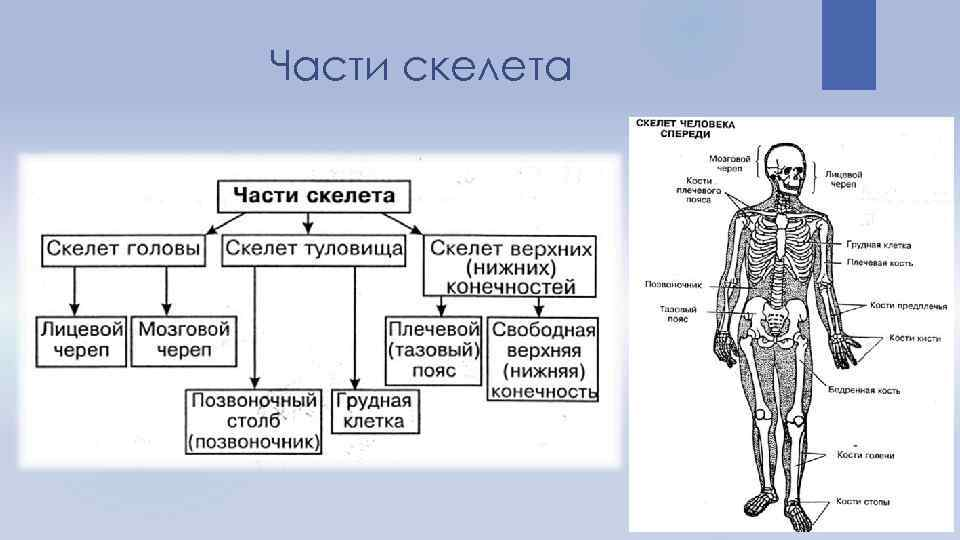 Части скелета
Части скелета
Скелет головы
Скелет туловища
Скелет верхних
(нижних)
конечностей
Лицевой
череп
Мозговой
череп
Плечевой
(тазовый)
пояс
Свободная
верхняя
(нижняя)
конечность
Позвоночный
столб
(позвоночник)
Грудная
клетка
СКЕЛЕТ ЧЕЛОВЕКА
СПЕРЕДИ
Мозговой
череп
Лицевой
череп
Кости
плечевого
пояса
Грудная клетка
Плечевая кость
Позвоночник
Тазовый
пояс
Кости предплечья
Кости кисти
Бедренная кость
Кости голени
Кости стопы